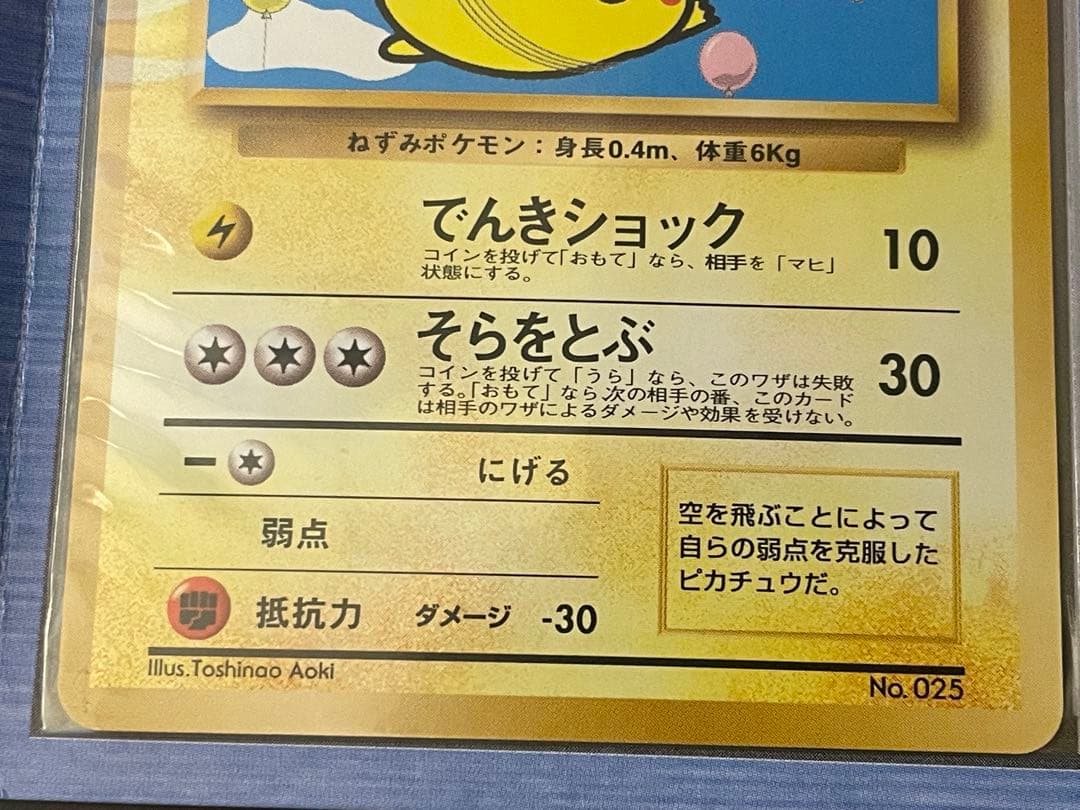 ねずみポケモン：身長0.4m、体重6Kg
でんきショック 10
コインを投げて「おもて」なら、相手を「マヒ」
状態にする。
そらをとぶ 30
コインを投げて「うら」なら、このワザは失敗
する。「おもて」なら、次の相手の番、このカード
は相手のワザによるダメージや効果を受けない。
にげる
弱点
抵抗力 ダメージ -30
空を飛ぶことによって
自らの弱点を克服した
ピカチュウだ。
Illus.Toshinao Aoki
No. 025